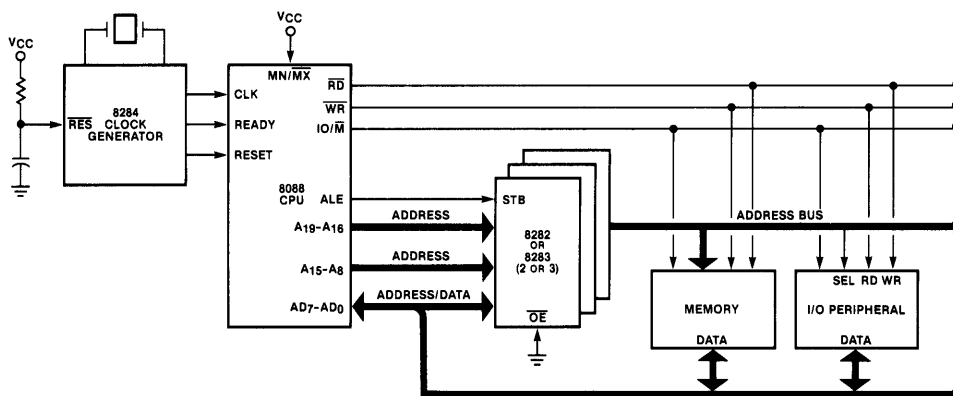 VCC
8284
CLOCK
GENERATOR
RES
VCC
MN/MX
CLK
READY
RESET
8088
CPU
RD
WR
IO/M
ALE
A19-A16
A15-A8
AD7-AD0
ADDRESS
ADDRESS
ADDRESS/DATA
STB
8282
OR
8283
(2 OR 3)
OE
ADDRESS BUS
MEMORY
DATA
SEL RD WR
I/O PERIPHERAL
DATA